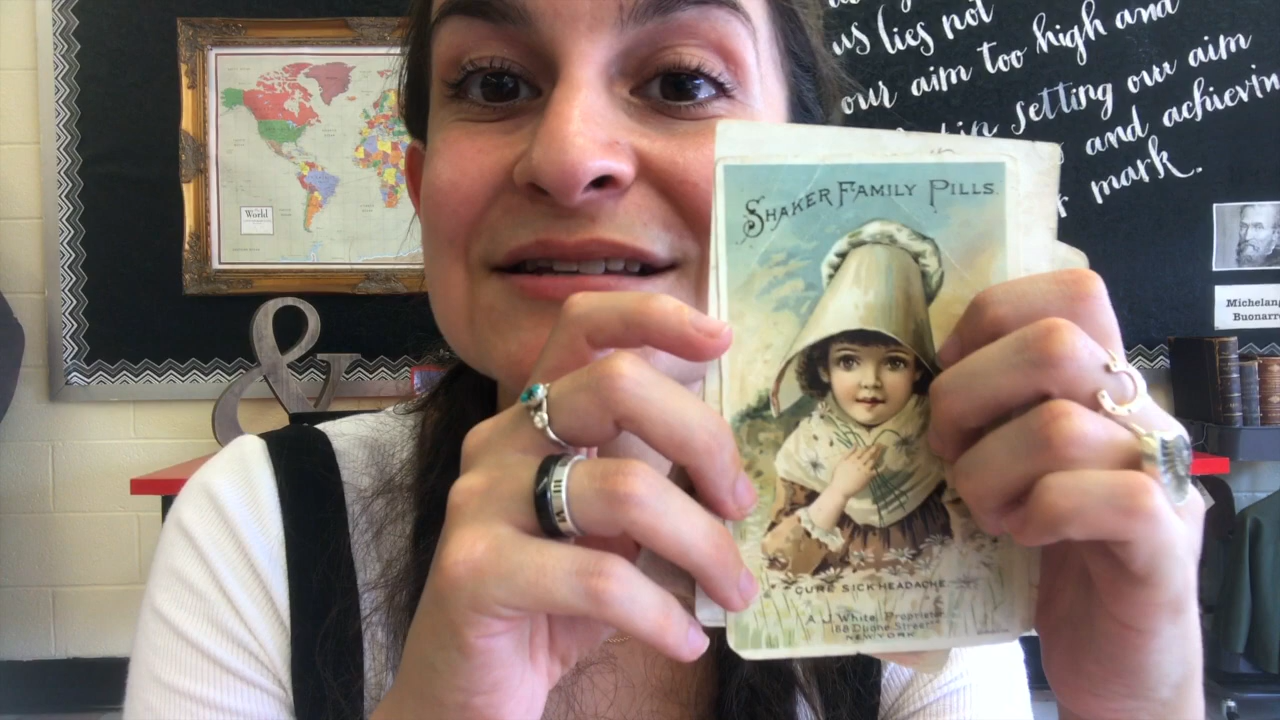 us lies not
our aim too high and
setting our aim
and achievin
mark.
World
SHAKER FAMILY PILLS.
CURE SICK HEADACHE
A J White, Proprietor
168 Duane Street
NEW YORK
Michelang
Buonarr